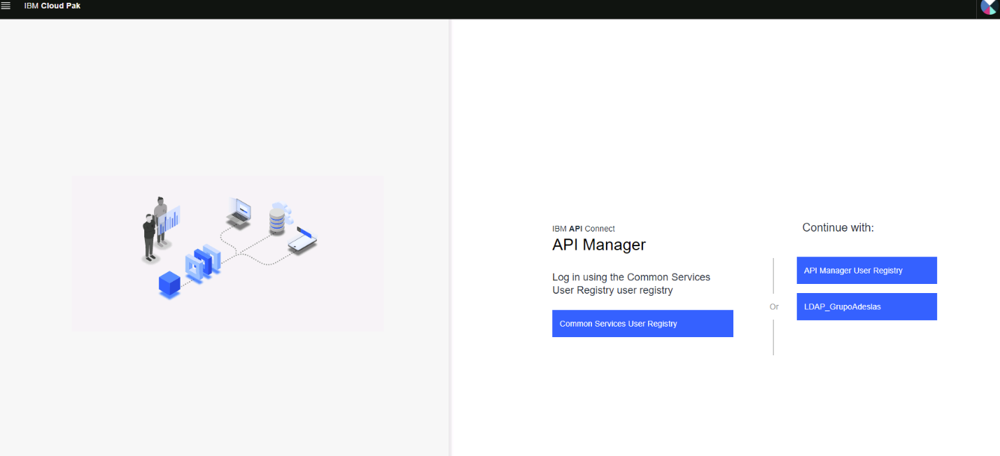 IBM Cloud Pak
IBM API Connect
API Manager
Log in using the Common Services
User Registry user registry
Common Services User Registry
Or
Continue with:
API Manager User Registry
LDAP_GrupoAdeslas